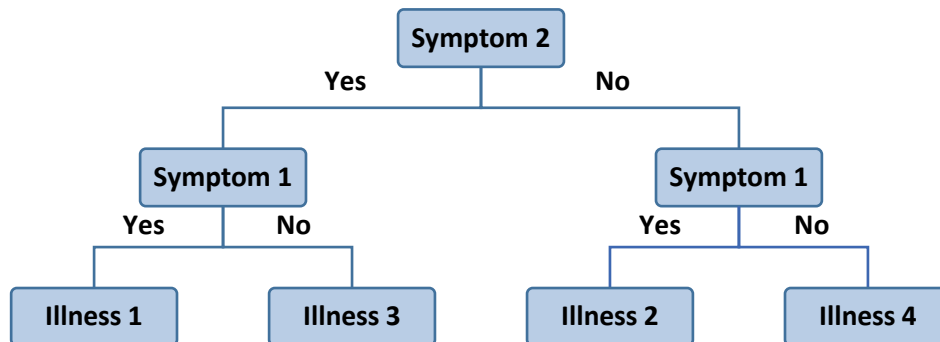 Symptom 2
Yes No
Symptom 1 Symptom 1
Yes No Yes No
Illness 1 Illness 3 Illness 2 Illness 4